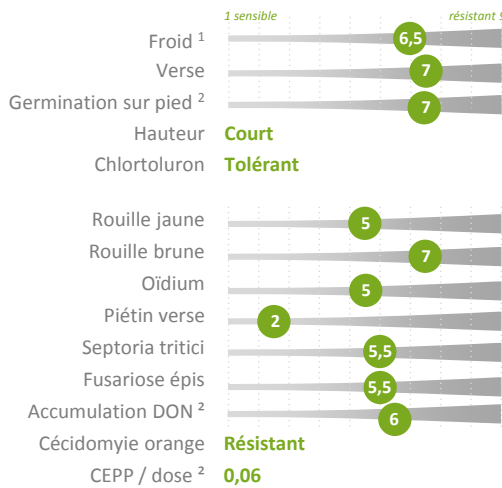 1 sensible résistant 9
Froid ¹ 6,5
Verse 7
Germination sur pied ² 7
Hauteur Court
Chlortoluron Tolérant
Rouille jaune 5
Rouille brune 7
Oïdium 5
Piétin verse 2
Septoria tritici 5,5
Fusariose épis 5,5
Accumulation DON ² 6
Cécidomyie orange Résistant
CEPP / dose ² 0,06